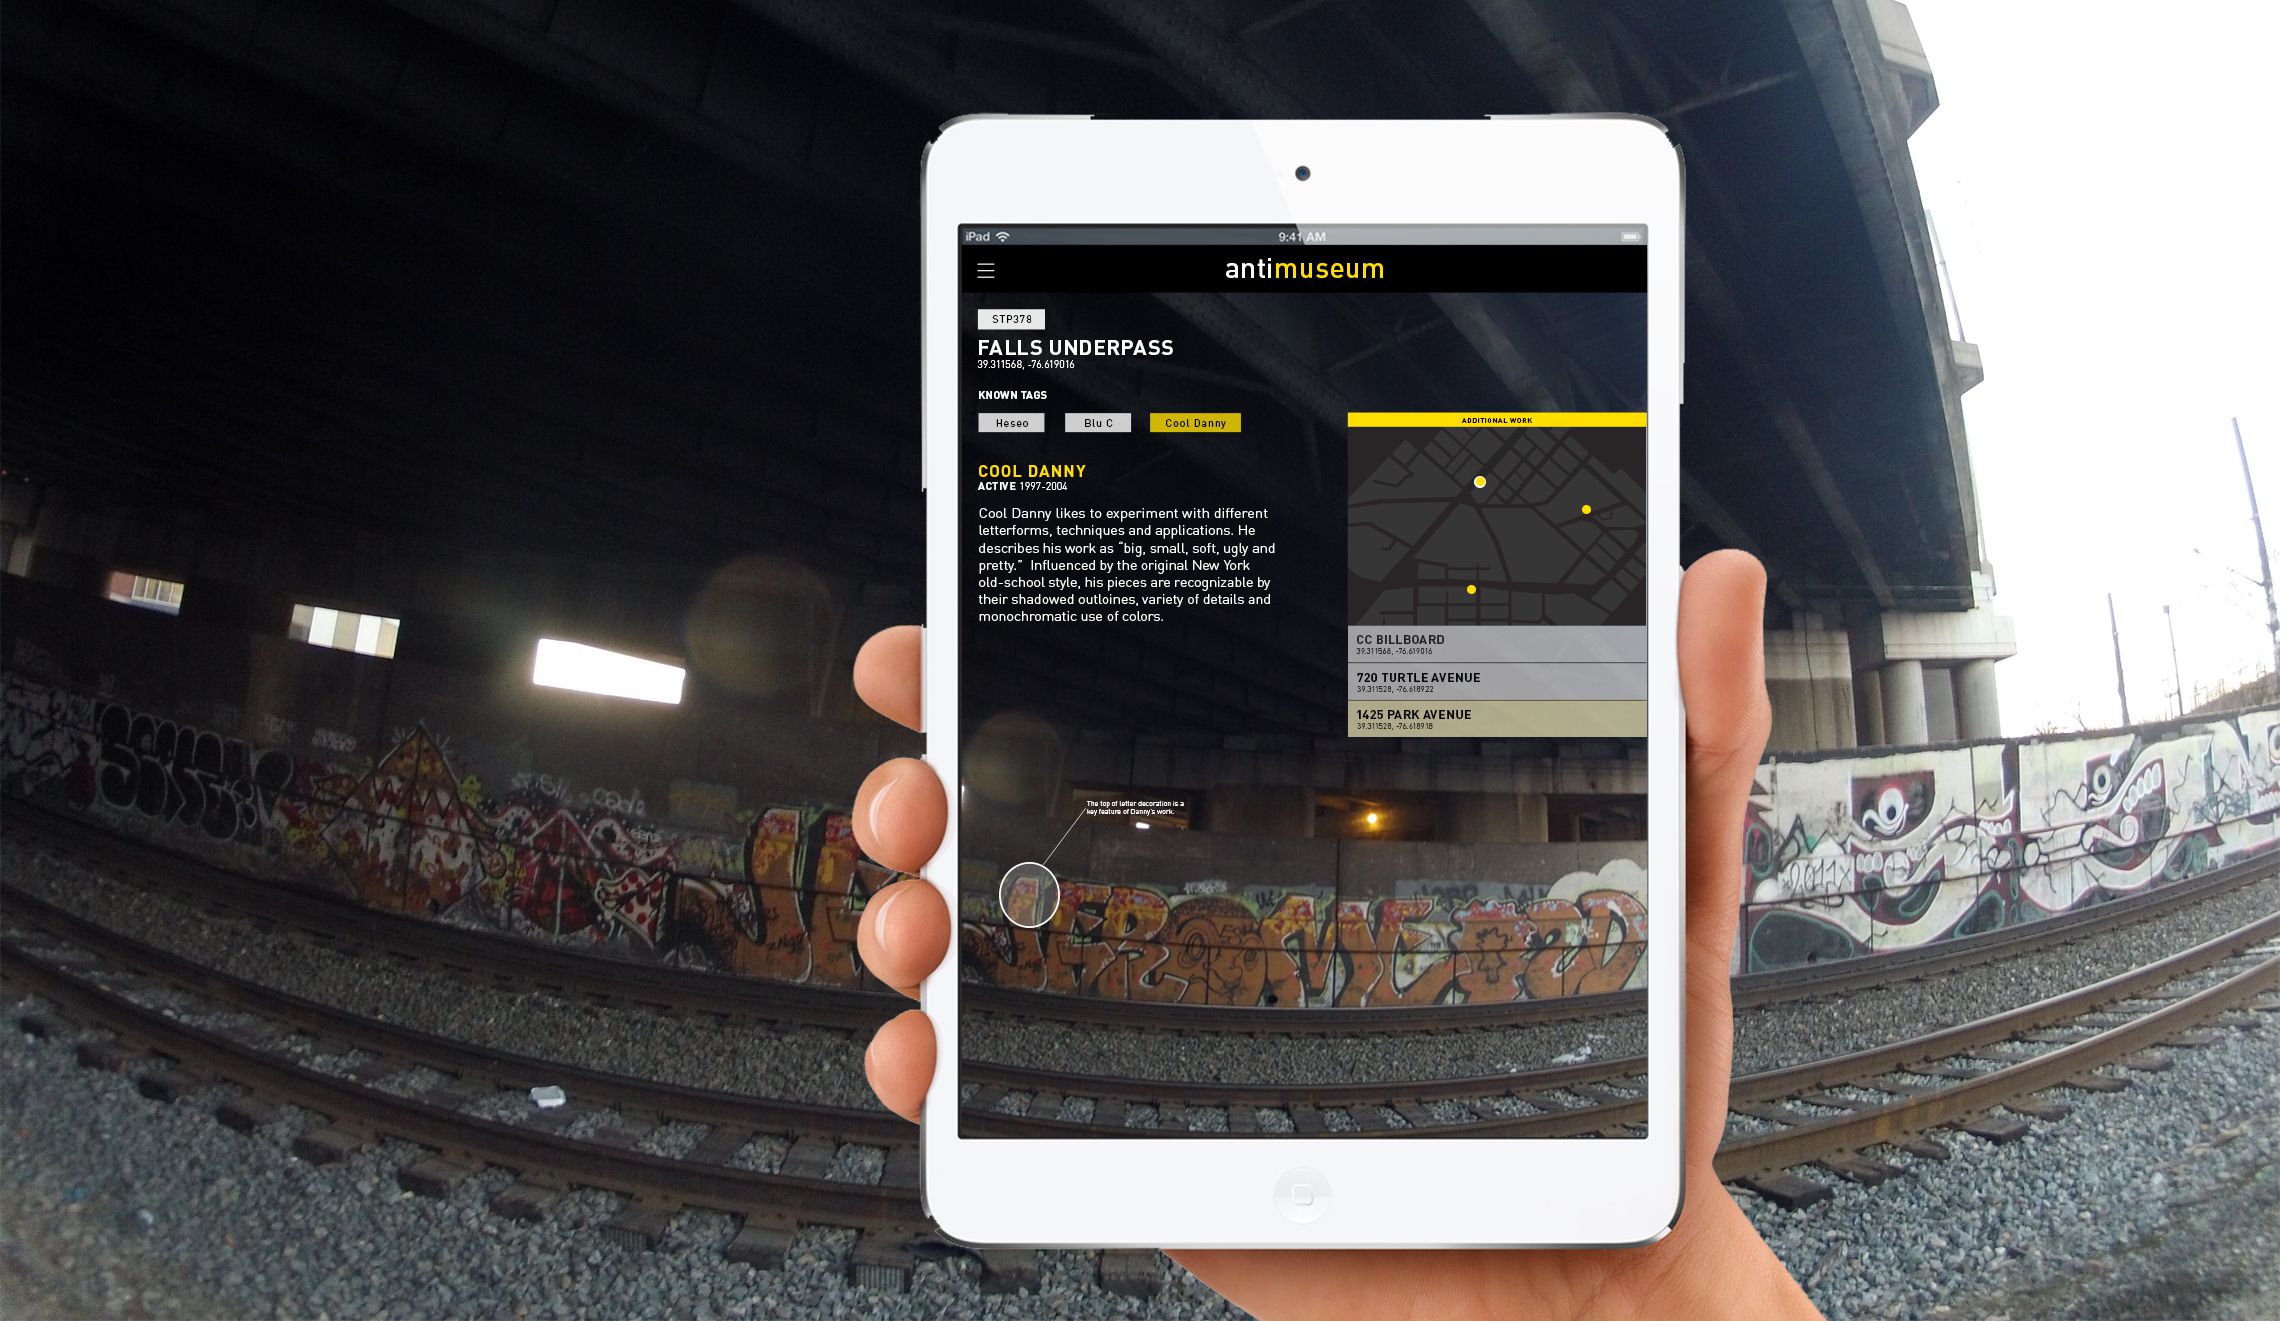 iPad
9:41 AM
antimuseum
STP378
FALLS UNDERPASS
39.311568, -76.619016
KNOWN TAGS
Heseo
Blu C
Cool Danny
COOL DANNY
ACTIVE 1997-2004
Cool Danny likes to experiment with different
letterforms, techniques and applications. He
describes his work as “big, small, soft, ugly and
pretty.” Influenced by the original New York
old-school style, his pieces are recognizable by
their shadowed outloines, variety of details and
monochromatic use of colors.
ADDITIONAL WORK
CC BILLBOARD
39.311568, -76.619016
720 TURTLE AVENUE
39.311528, -76.618922
1425 PARK AVENUE
39.311528, -76.618918
The top of letter decoration is a
key feature of Danny's work.